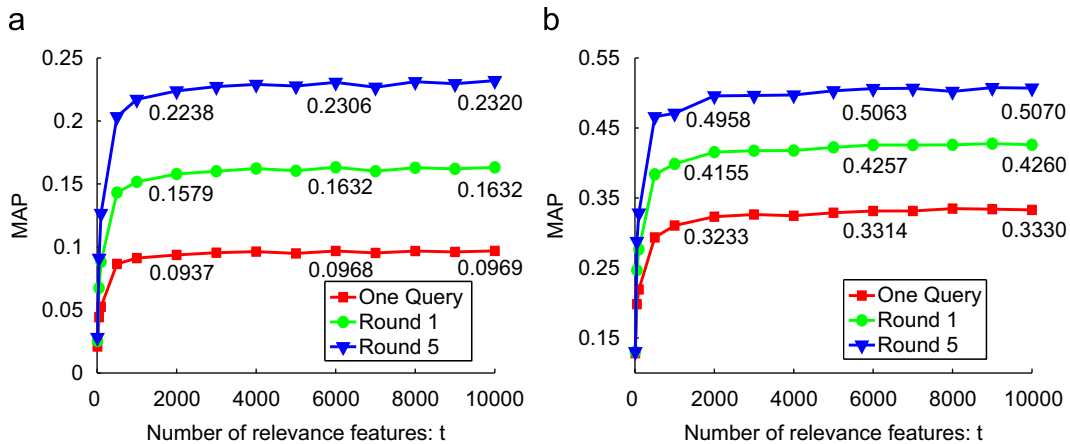 a
0.25
0.2
0.15
0.1
0.05
0
MAP
0.2238
0.2306
0.2320
0.1579
0.1632
0.1632
0.0937
0.0968
0.0969
One Query
Round 1
Round 5
0 2000 4000 6000 8000 10000
Number of relevance features: t
b
0.55
0.45
0.35
0.25
0.15
MAP
0.4958
0.5063
0.5070
0.4155
0.4257
0.4260
0.3233
0.3314
0.3330
One Query
Round 1
Round 5
0 2000 4000 6000 8000 10000
Number of relevance features: t